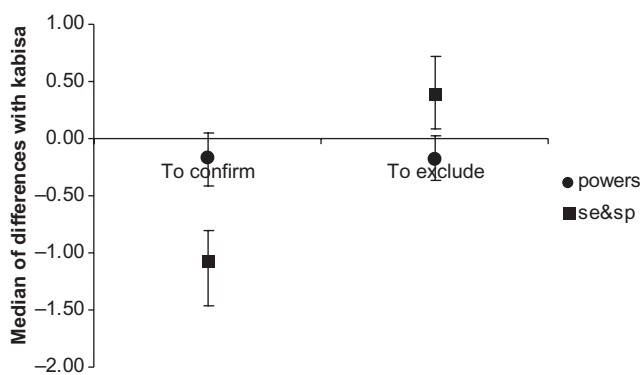 Median of differences with kabisa
1.00
0.50
0.00
–0.50
–1.00
–1.50
–2.00
To confirm
To exclude
powers
se&sp